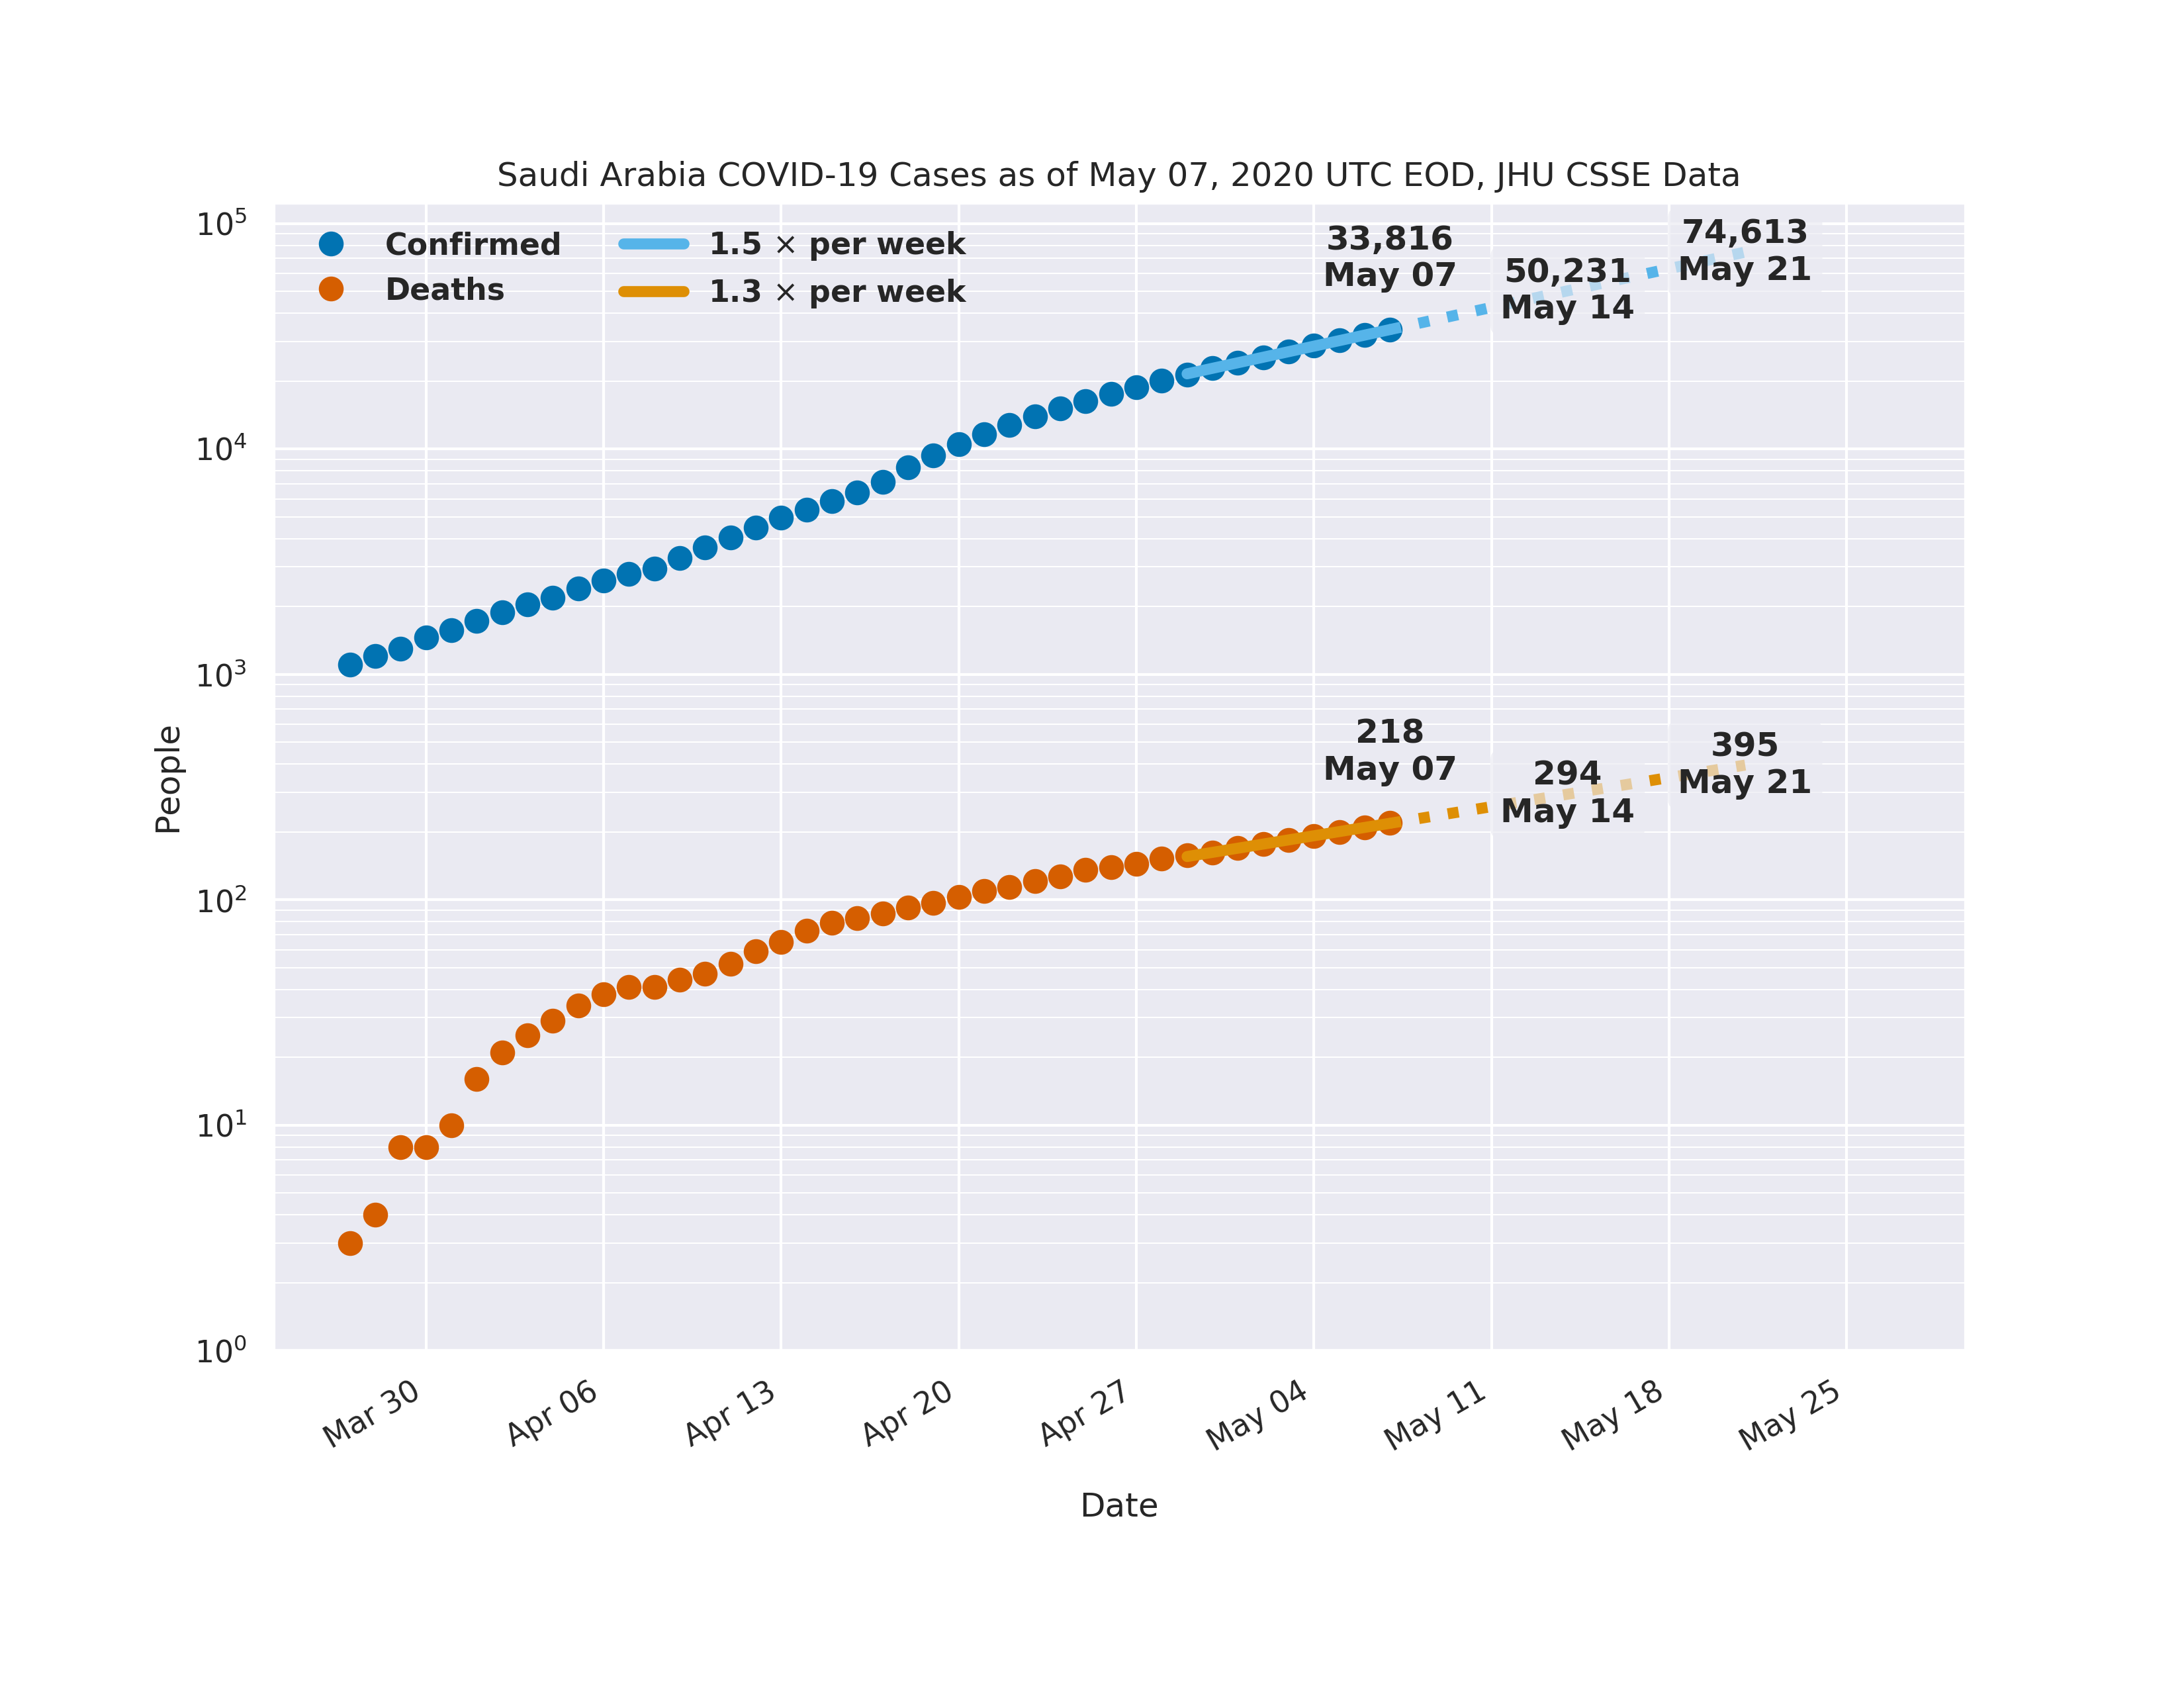 Saudi Arabia COVID-19 Cases as of May 07, 2020 UTC EOD, JHU CSSE Data
Confirmed
Deaths
1.5 × per week
1.3 × per week
33,816
May 07
50,231
May 14
74,613
May 21
218
May 07
294
May 14
395
May 21
People
10⁵
10⁴
10³
10²
10¹
10⁰
Mar 30
Apr 06
Apr 13
Apr 20
Apr 27
May 04
May 11
May 18
May 25
Date